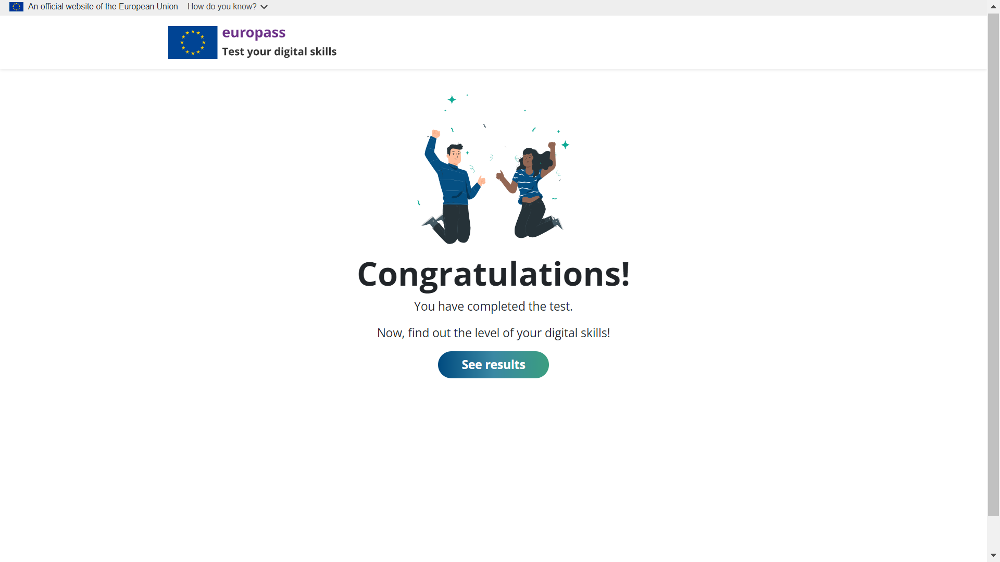 An official website of the European Union How do you know?
europass
Test your digital skills
Congratulations!
You have completed the test.
Now, find out the level of your digital skills!
See results